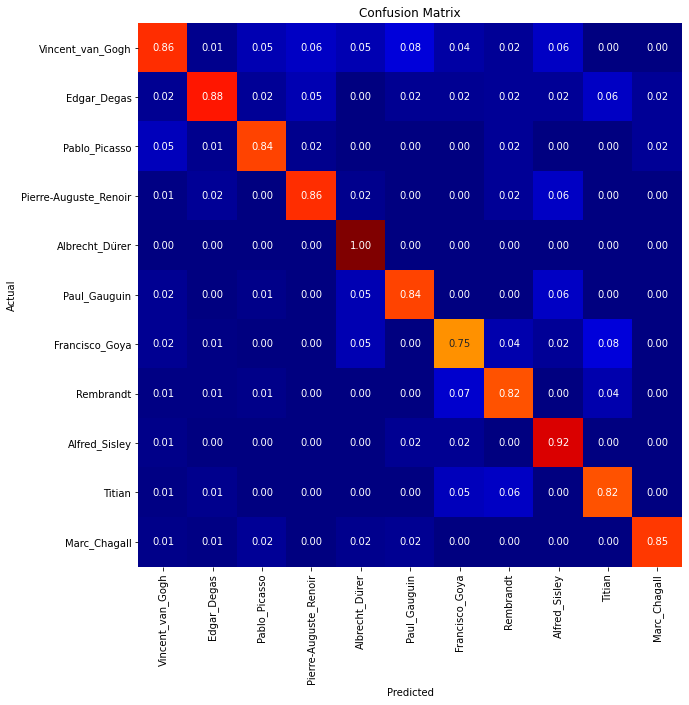 Confusion Matrix
Actual
Vincent_van_Gogh 0.86 0.01 0.05 0.06 0.05 0.08 0.04 0.02 0.06 0.00 0.00
Edgar_Degas 0.02 0.88 0.02 0.05 0.00 0.02 0.02 0.02 0.02 0.06 0.02
Pablo_Picasso 0.05 0.01 0.84 0.02 0.00 0.00 0.00 0.02 0.00 0.00 0.02
Pierre-Auguste_Renoir 0.01 0.02 0.00 0.86 0.02 0.00 0.00 0.02 0.06 0.00 0.00
Albrecht_Dürer 0.00 0.00 0.00 0.00 1.00 0.00 0.00 0.00 0.00 0.00 0.00
Paul_Gauguin 0.02 0.00 0.01 0.00 0.05 0.84 0.00 0.00 0.06 0.00 0.00
Francisco_Goya 0.02 0.01 0.00 0.00 0.05 0.00 0.75 0.04 0.02 0.08 0.00
Rembrandt 0.01 0.01 0.01 0.00 0.00 0.00 0.07 0.82 0.00 0.04 0.00
Alfred_Sisley 0.01 0.00 0.00 0.00 0.00 0.02 0.02 0.00 0.92 0.00 0.00
Titian 0.01 0.01 0.00 0.00 0.00 0.00 0.05 0.06 0.00 0.82 0.00
Marc_Chagall 0.01 0.01 0.02 0.00 0.02 0.02 0.00 0.00 0.00 0.00 0.85
Vincent_van_Gogh
Edgar_Degas
Pablo_Picasso
Pierre-Auguste_Renoir
Albrecht_Dürer
Paul_Gauguin
Francisco_Goya
Rembrandt
Alfred_Sisley
Titian
Marc_Chagall
Predicted